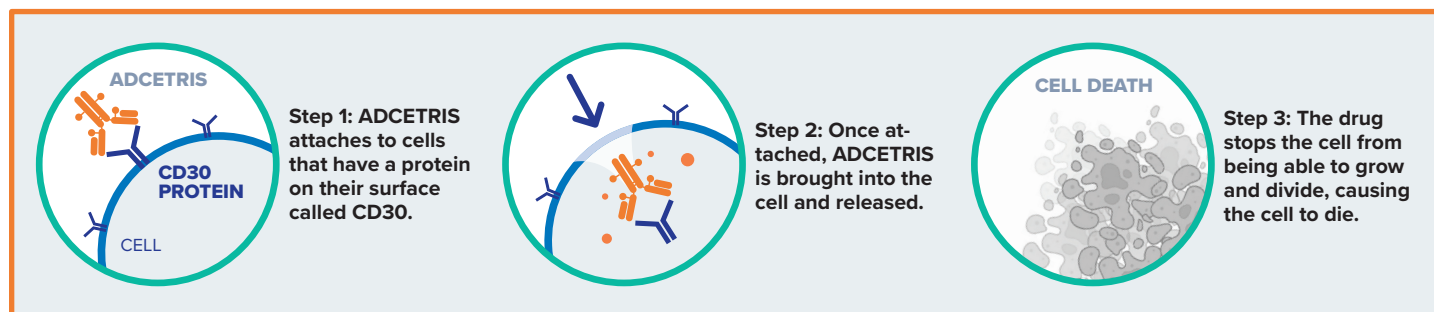 ADCETRIS
CD30
PROTEIN
CELL
Step 1: ADCETRIS
attaches to cells
that have a protein
on their surface
called CD30.
Step 2: Once at-
tached, ADCETRIS
is brought into the
cell and released.
CELL DEATH
Step 3: The drug
stops the cell from
being able to grow
and divide, causing
the cell to die.